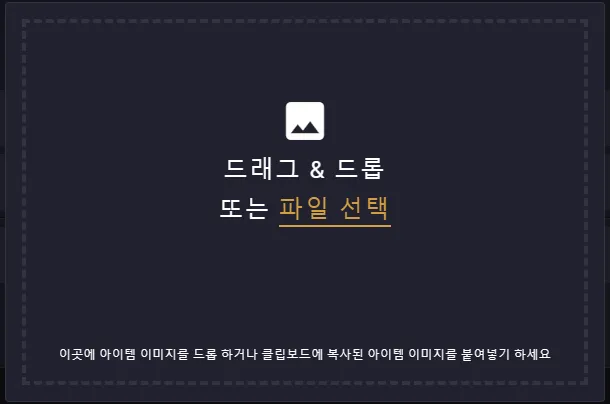 드래그 & 드롭
또는 파일 선택
이곳에 아이템 이미지를 드롭 하거나 클립보드에 복사된 아이템 이미지를 붙여넣기 하세요